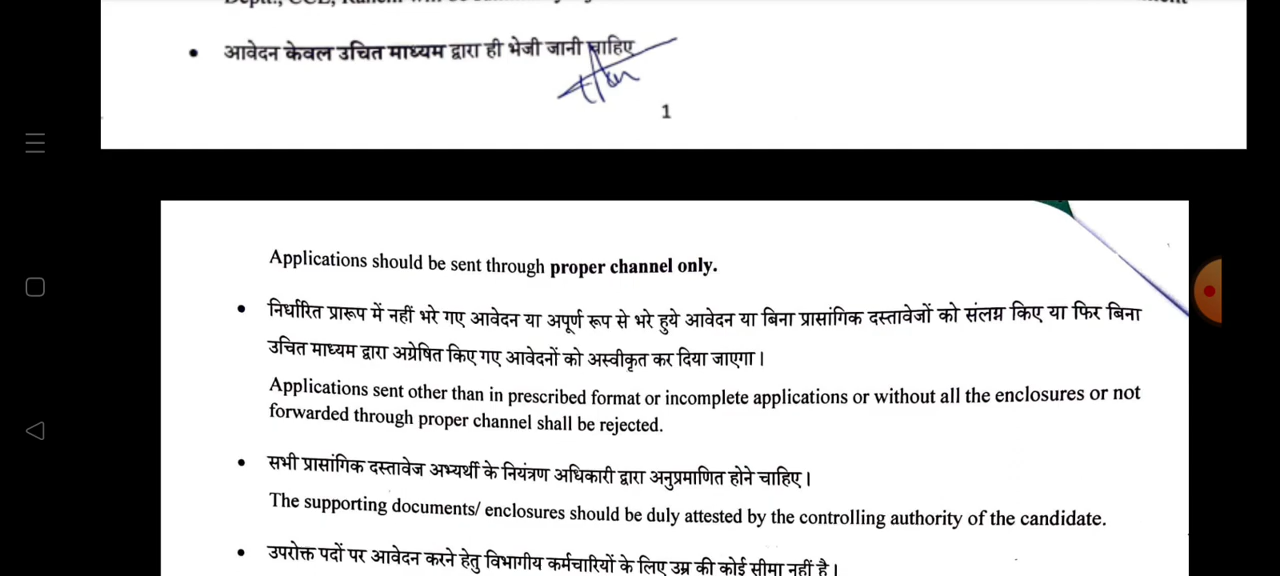 • आवेदन केवल उचित माध्यम द्वारा ही भेजी जानी चाहिए
1
Applications should be sent through proper channel only.
• निर्धारित प्रारूप में नहीं भरे गए आवेदन या अपूर्ण रूप से भरे हुये आवेदन या बिना प्रासांगिक दस्तावेजों को संलग्न किए या फिर बिना
उचित माध्यम द्वारा अग्रेषित किए गए आवेदनों को अस्वीकृत कर दिया जाएगा।
Applications sent other than in prescribed format or incomplete applications or without all the enclosures or not
forwarded through proper channel shall be rejected.
• सभी प्रासांगिक दस्तावेज अभ्यर्थी के नियंत्रण अधिकारी द्वारा अनुप्रमाणित होने चाहिए।
The supporting documents/ enclosures should be duly attested by the controlling authority of the candidate.
• उपरोक्त पदों पर आवेदन करने हेतु विभागीय कर्मचारियों के लिए उम्र की कोई सीमा नहीं है।